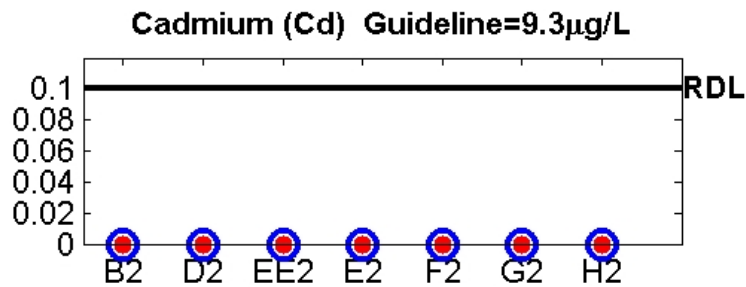 Cadmium (Cd) Guideline=9.3µg/L
0.1
RDL
0.08
0.06
0.04
0.02
0
B2 D2 EE2 E2 F2 G2 H2